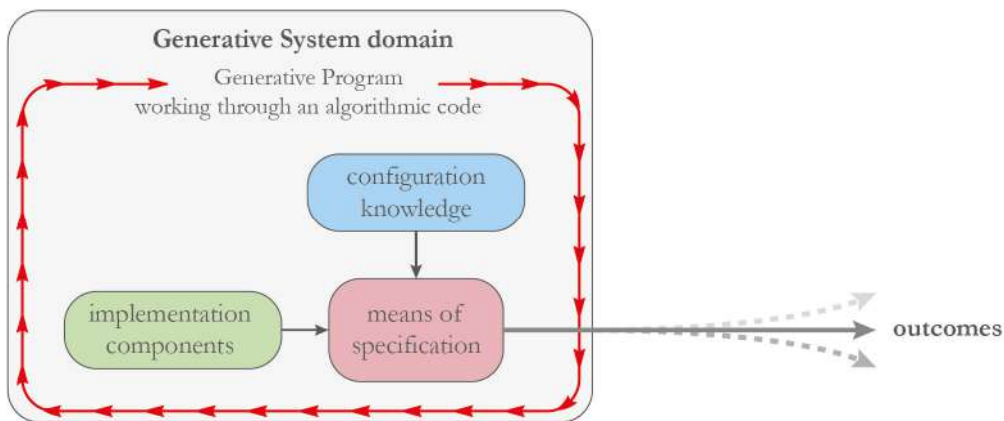 Generative System domain
Generative Program
working through an algorithmic code
configuration
knowledge
implementation
components
means of
specification
outcomes